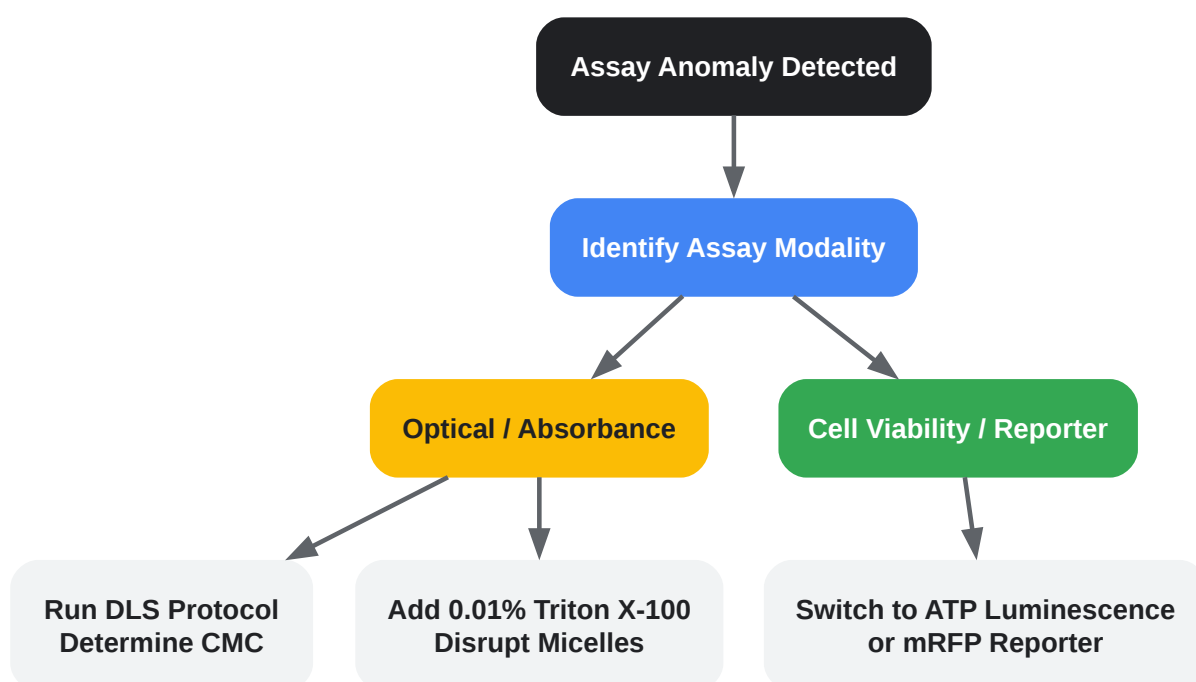 Assay Anomaly Detected
Identify Assay Modality
Optical / Absorbance
Cell Viability / Reporter
Run DLS Protocol
Determine CMC
Add 0.01% Triton X-100
Disrupt Micelles
Switch to ATP Luminescence
or mRFP Reporter